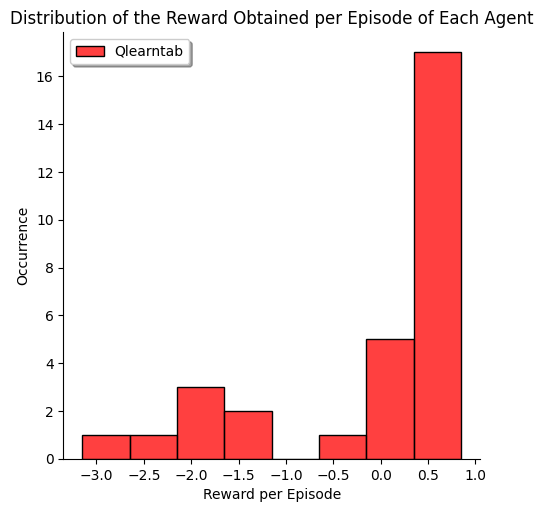 Distribution of the Reward Obtained per Episode of Each Agent
Qlearntab
16
14
12
10
8
6
4
2
0
Occurrence
−3.0 −2.5 −2.0 −1.5 −1.0 −0.5 0.0 0.5 1.0
Reward per Episode